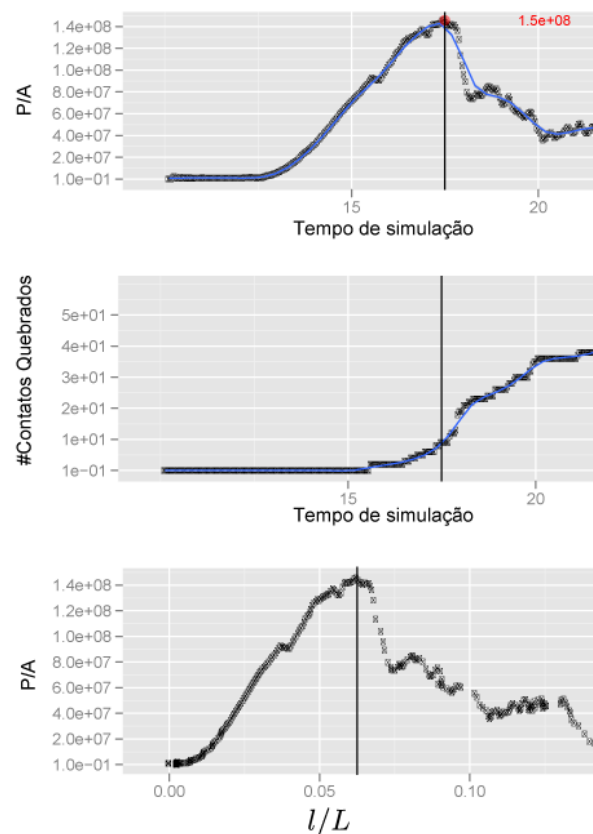 1.5e+08
P/A
1.4e+08
1.2e+08
1.0e+08
8.0e+07
6.0e+07
4.0e+07
2.0e+07
1.0e−01
15 20
Tempo de simulação
#Contatos Quebrados
5e+01
4e+01
3e+01
2e+01
1e+01
1e−01
15 20
Tempo de simulação
P/A
1.4e+08
1.2e+08
1.0e+08
8.0e+07
6.0e+07
4.0e+07
2.0e+07
1.0e−01
0.00 0.05 0.10
l/L